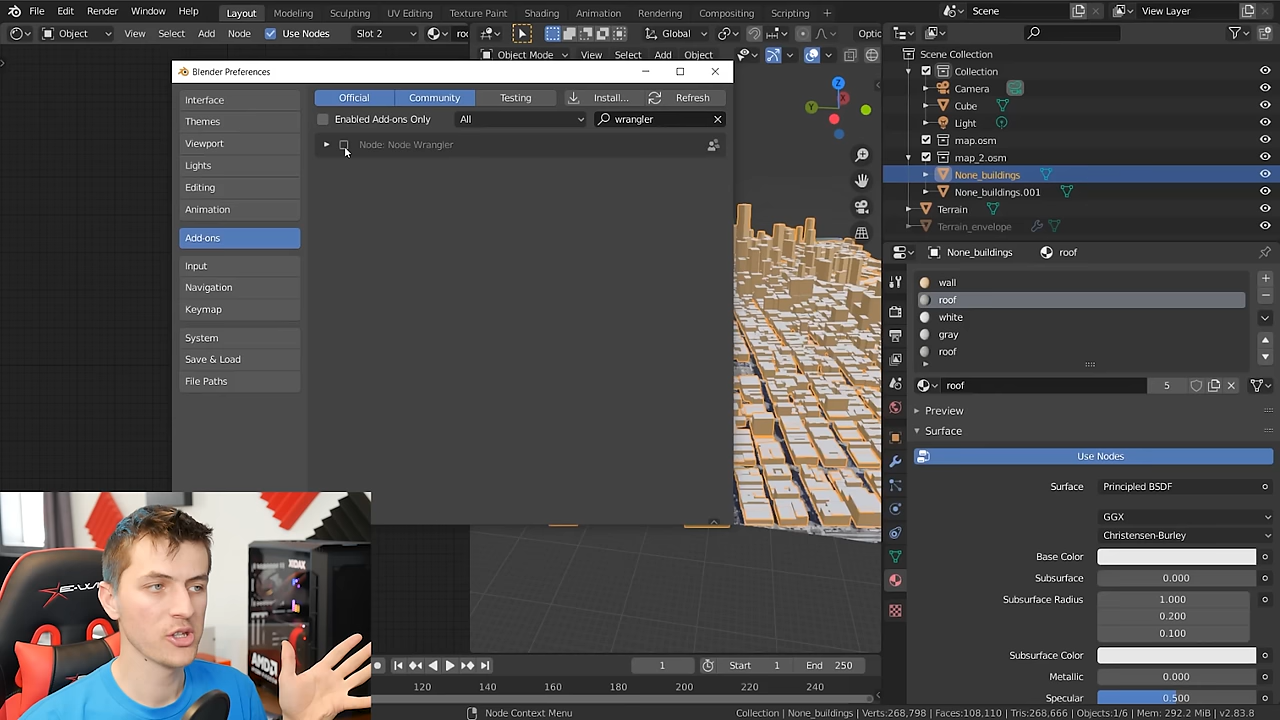 File Edit Render Window Help Layout Modeling Sculpting UV Editing Texture Paint Shading Animation Rendering Compositing Scripting + Scene View Layer
Object View Select Add Node Use Nodes Slot 2 Global
Object Mode View Select Add Object
Scene Collection
Collection
Camera
Cube
Light
map.osm
map_2.osm
None_buildings
None_buildings.001
Terrain
Terrain_envelope
Blender Preferences
Interface
Themes
Viewport
Lights
Editing
Animation
Add-ons
Input
Navigation
Keymap
System
Save & Load
File Paths
Official Community Testing Install... Refresh
Enabled Add-ons Only All wrangler
Node: Node Wrangler
Z
Y
X
None_buildings roof
wall
roof
white
gray
roof
roof 5
Preview
Surface
Use Nodes
Surface Principled BSDF
GGX
Christensen-Burley
Base Color
Subsurface 0.000
Subsurface Radius 1.000
0.200
0.100
Subsurface Color
Metallic 0.000
Specular 0.500
1 Start 1 End 250
120 140 160 180 200 220 240
Node Context Menu
Collection | None_buildings | Verts:268,798 | Faces:108,110 | Tris:268,666 | Objects:1/6 | Mem: 292.2 MiB | v2.83.8
AMD